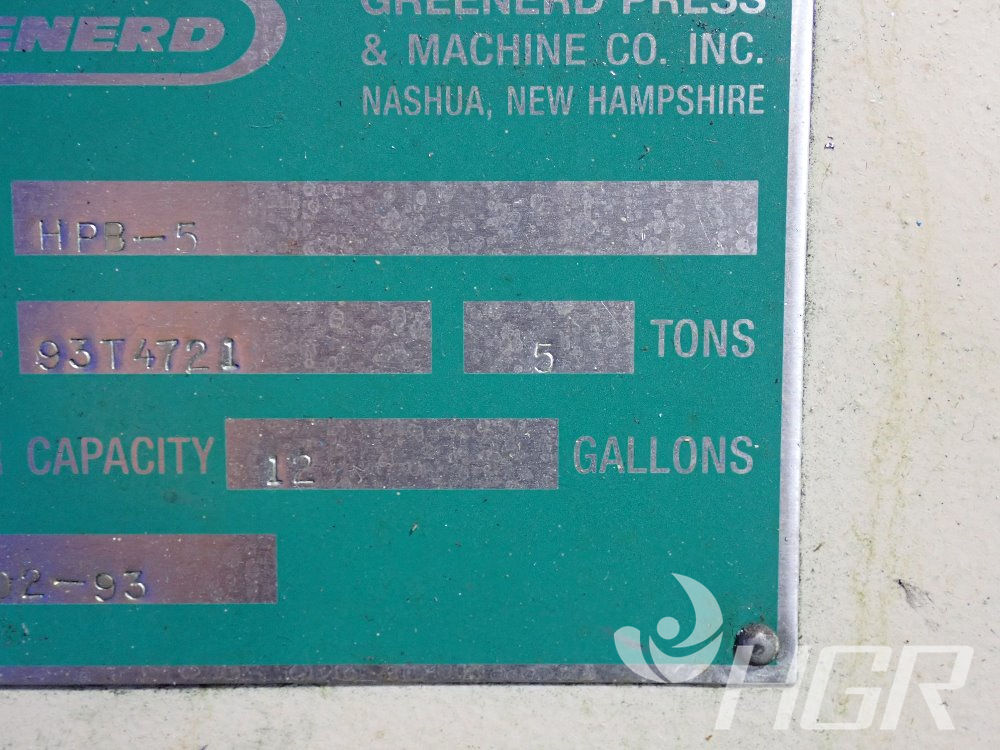 ENERD
GREENERD PRESS
& MACHINE CO. INC.
NASHUA, NEW HAMPSHIRE
HPB-5
93T4721 5 TONS
CAPACITY 12 GALLONS
02-93
HGR